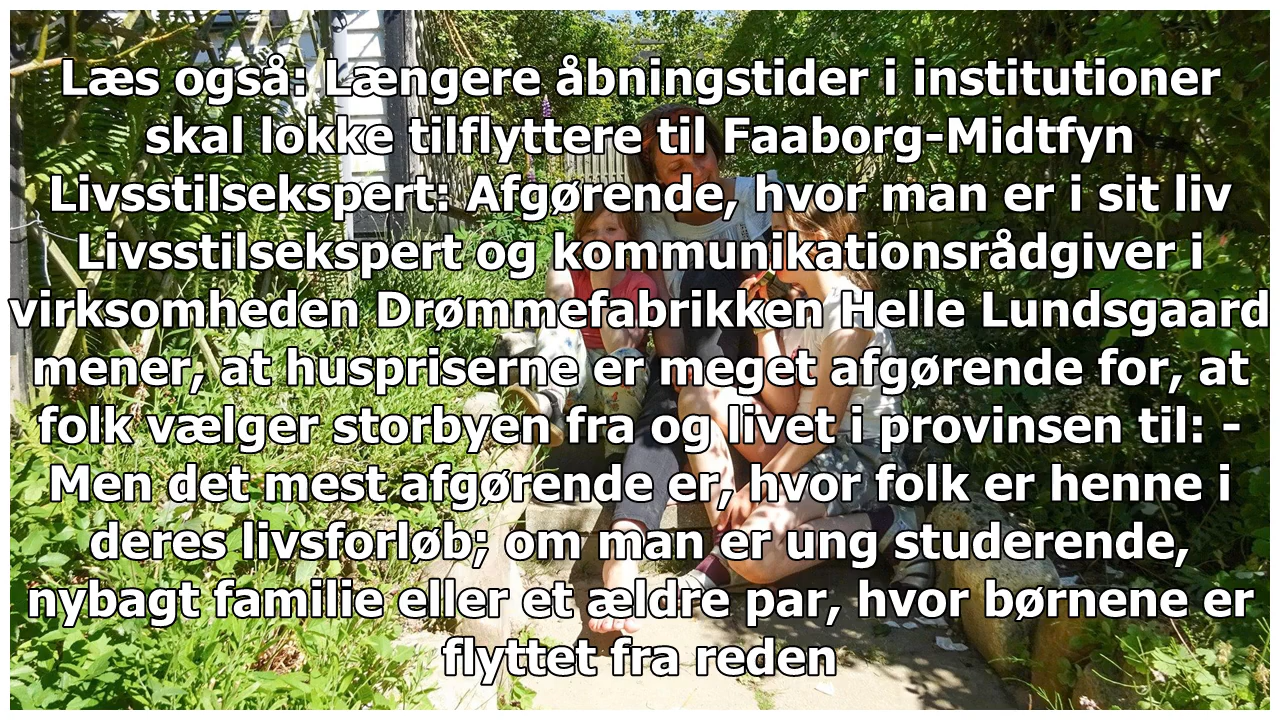 Læs også: Længere åbningstider i institutioner
skal lokke tilflyttere til Faaborg-Midtfyn
Livsstilsekspert: Afgørende, hvor man er i sit liv
Livsstilsekspert og kommunikationsrådgiver i
virksomheden Drømmefabrikken Helle Lundsgaard
mener, at huspriserne er meget afgørende for, at
folk vælger storbyen fra og livet i provinsen til: -
Men det mest afgørende er, hvor folk er henne i
deres livsforløb; om man er ung studerende,
nybagt familie eller et ældre par, hvor børnene er
flyttet fra reden